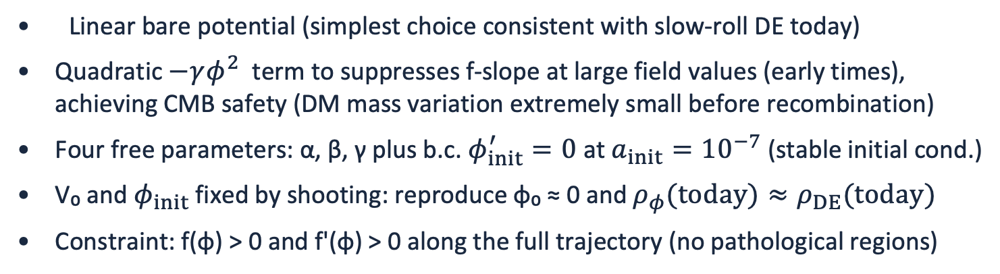 • Linear bare potential (simplest choice consistent with slow-roll DE today)
• Quadratic −γϕ² term to suppresses f-slope at large field values (early times),
achieving CMB safety (DM mass variation extremely small before recombination)
• Four free parameters: α, β, γ plus b.c. ϕ′init = 0 at ainit = 10⁻⁷ (stable initial cond.)
• V₀ and ϕinit fixed by shooting: reproduce ϕ₀ ≈ 0 and ρϕ(today) ≈ ρDE(today)
• Constraint: f(ϕ) > 0 and f'(ϕ) > 0 along the full trajectory (no pathological regions)